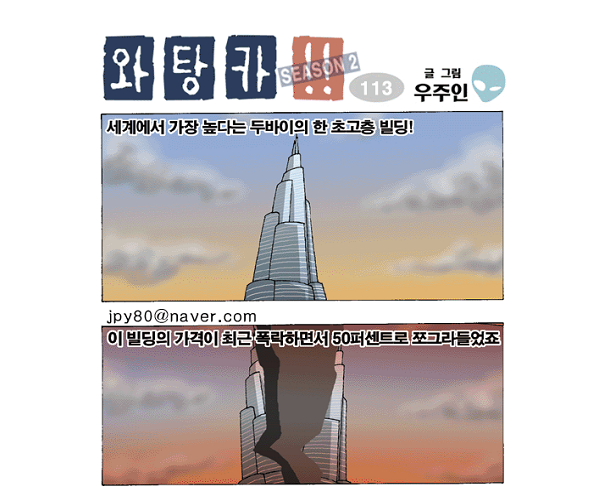 와탕카!!
SEASON 2
113
글 그림
우주인
세계에서 가장 높다는 두바이의 한 초고층 빌딩!
jpy80@naver.com
이 빌딩의 가격이 최근 폭락하면서 50퍼센트로 쪼그라들었죠